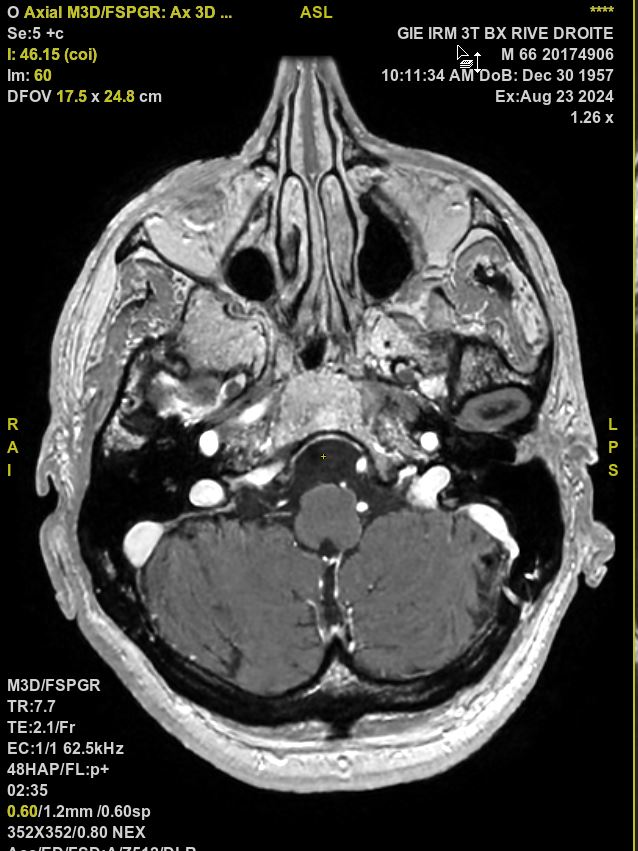 O Axial M3D/FSPGR: Ax 3D ...
Se:5 +c
I: 46.15 (coi)
Im: 60
DFOV 17.5 x 24.8 cm
ASL
****
GIE IRM 3T BX RIVE DROITE
M 66 20174906
10:11:34 AM DoB: Dec 30 1957
Ex:Aug 23 2024
1.26 x
R
A
I
L
P
S
M3D/FSPGR
TR:7.7
TE:2.1/Fr
EC:1/1 62.5kHz
48HAP/FL:p+
02:35
0.60/1.2mm /0.60sp
352X352/0.80 NEX